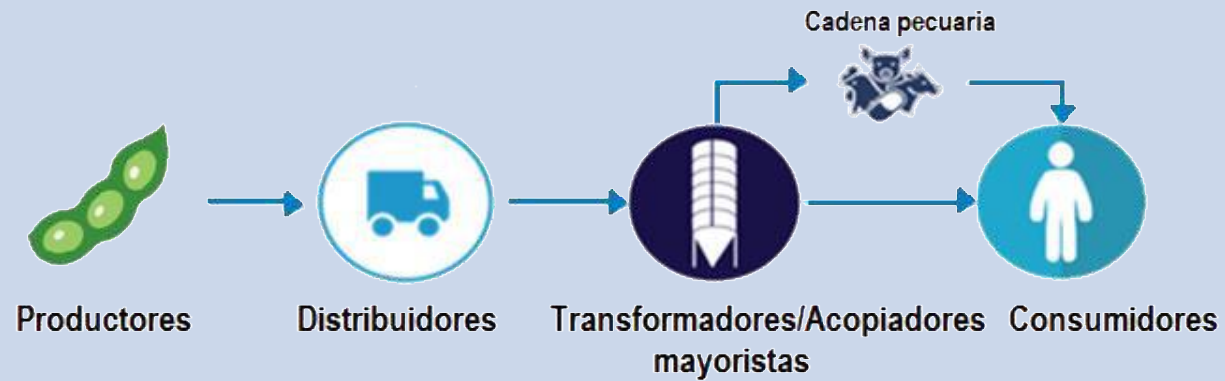 Cadena pecuaria
Productores
Distribuidores
Transformadores/Acopiadores
mayoristas
Consumidores